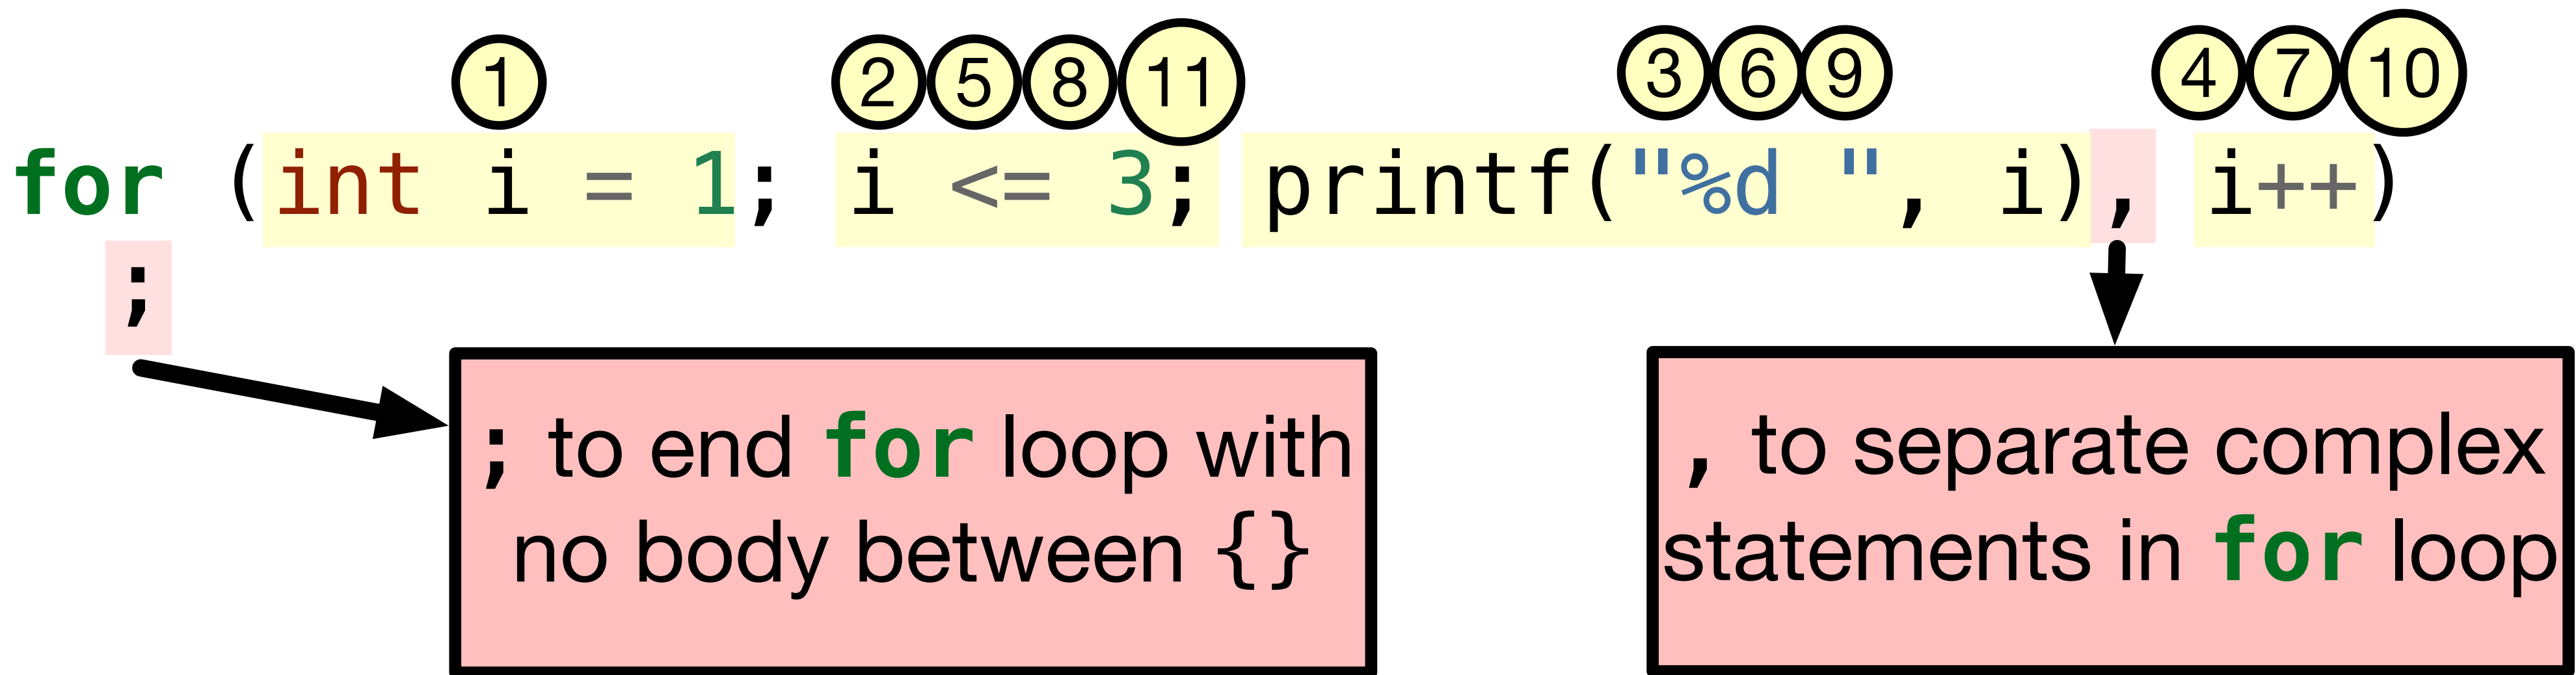 1 2 5 8 11 3 6 9 4 7 10
for (int i = 1; i <= 3; printf("%d ", i), i++)
;
; to end for loop with
no body between {}
, to separate complex
statements in for loop